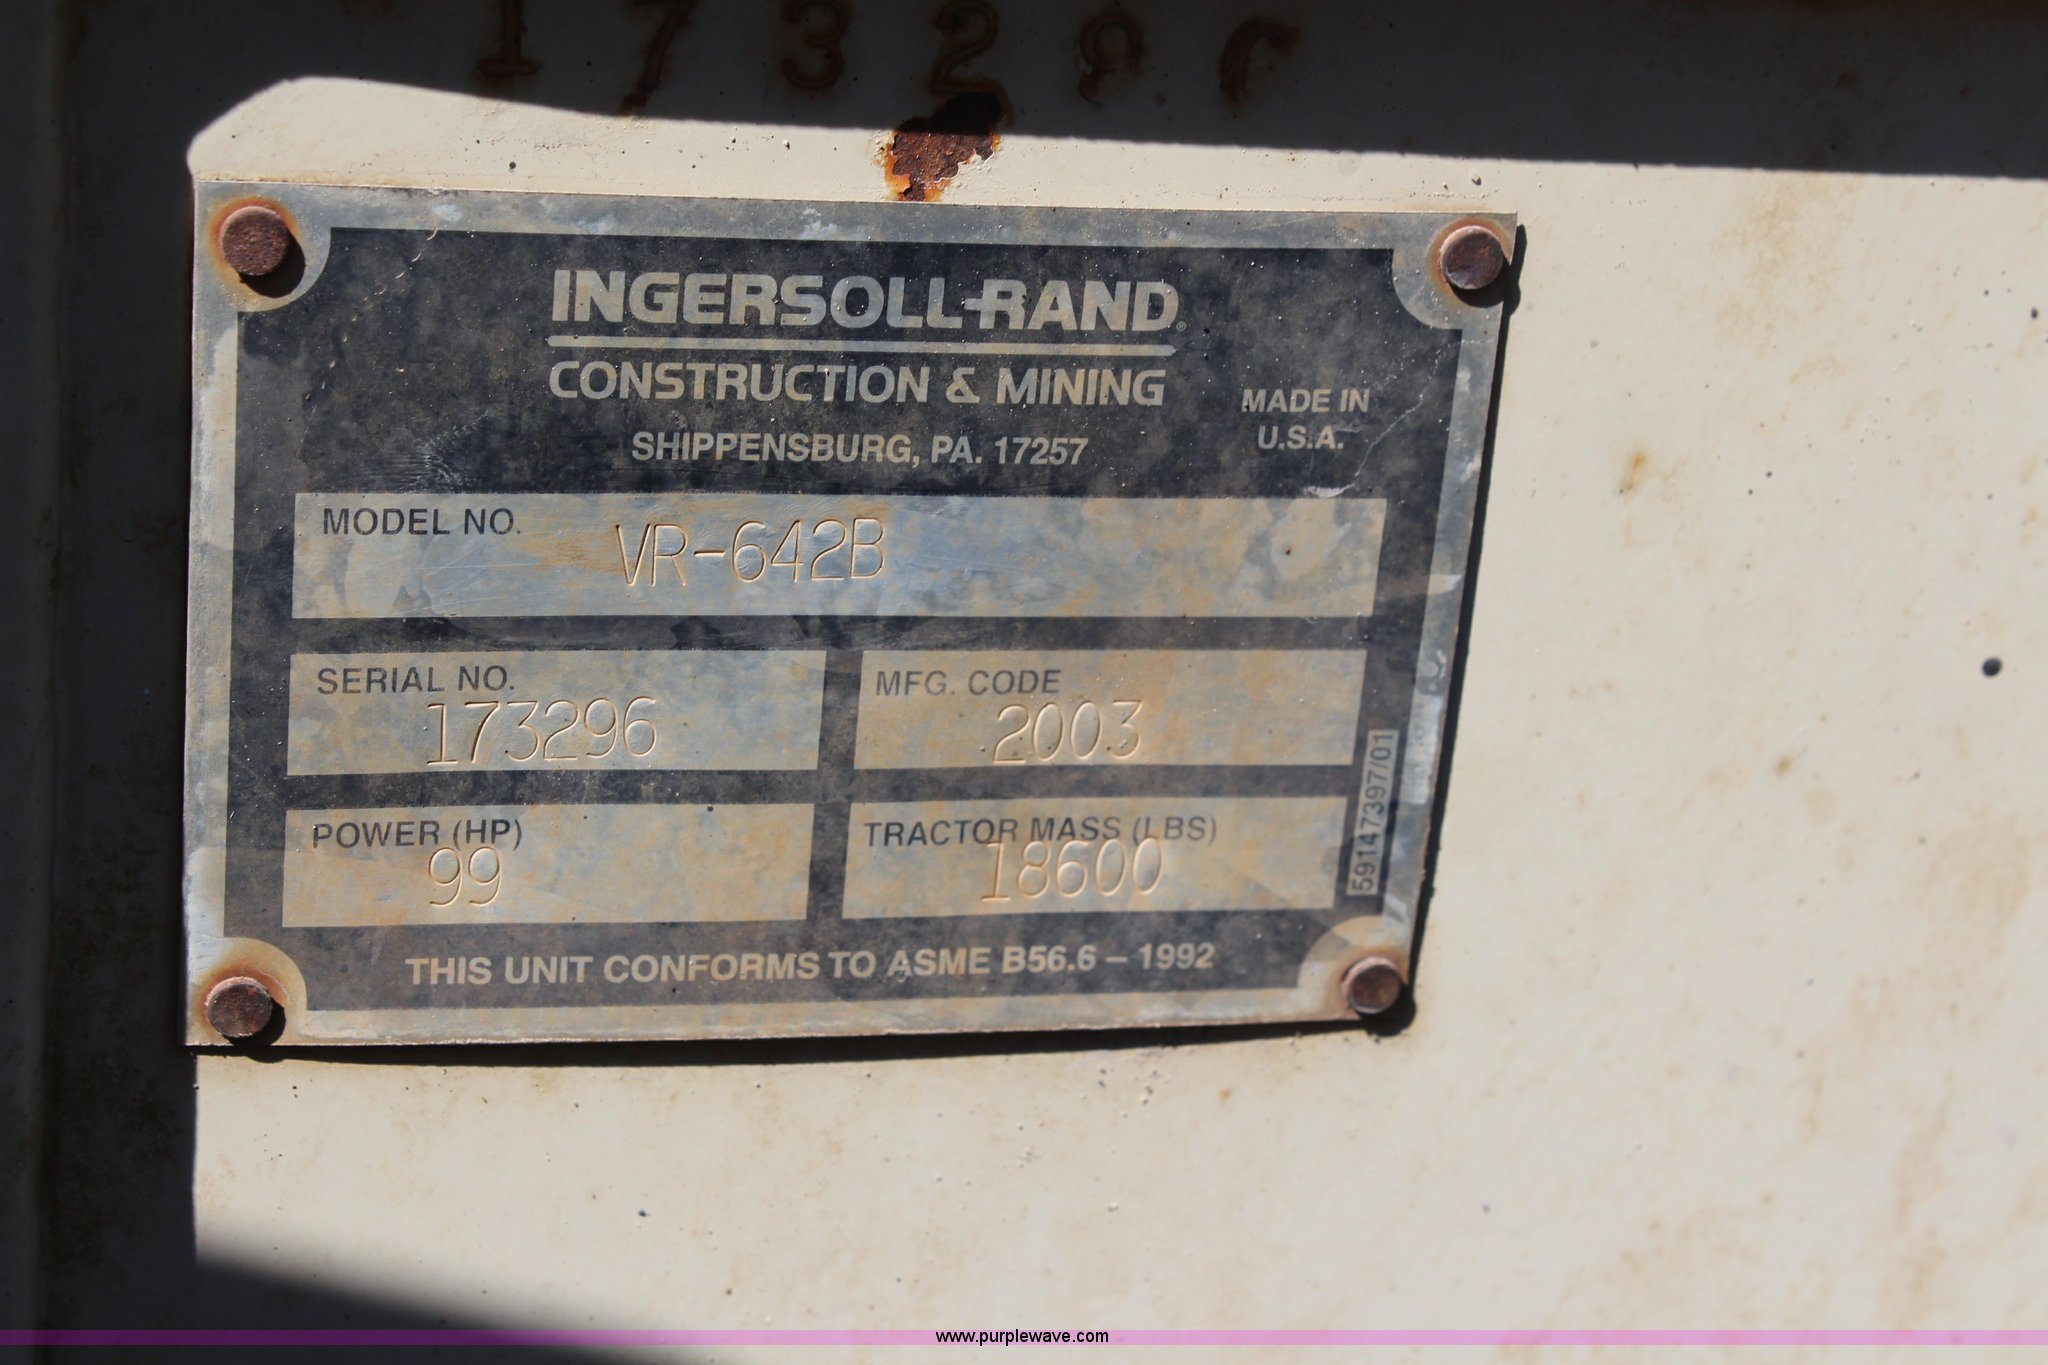 173296
INGERSOLL-RAND®
CONSTRUCTION & MINING
SHIPPENSBURG, PA. 17257
MADE IN
U.S.A.
MODEL NO. VR-642B
SERIAL NO.
173296
MFG. CODE
2003
POWER (HP)
99
TRACTOR MASS (LBS)
18600
59147397/01
THIS UNIT CONFORMS TO ASME B56.6 – 1992
www.purplewave.com